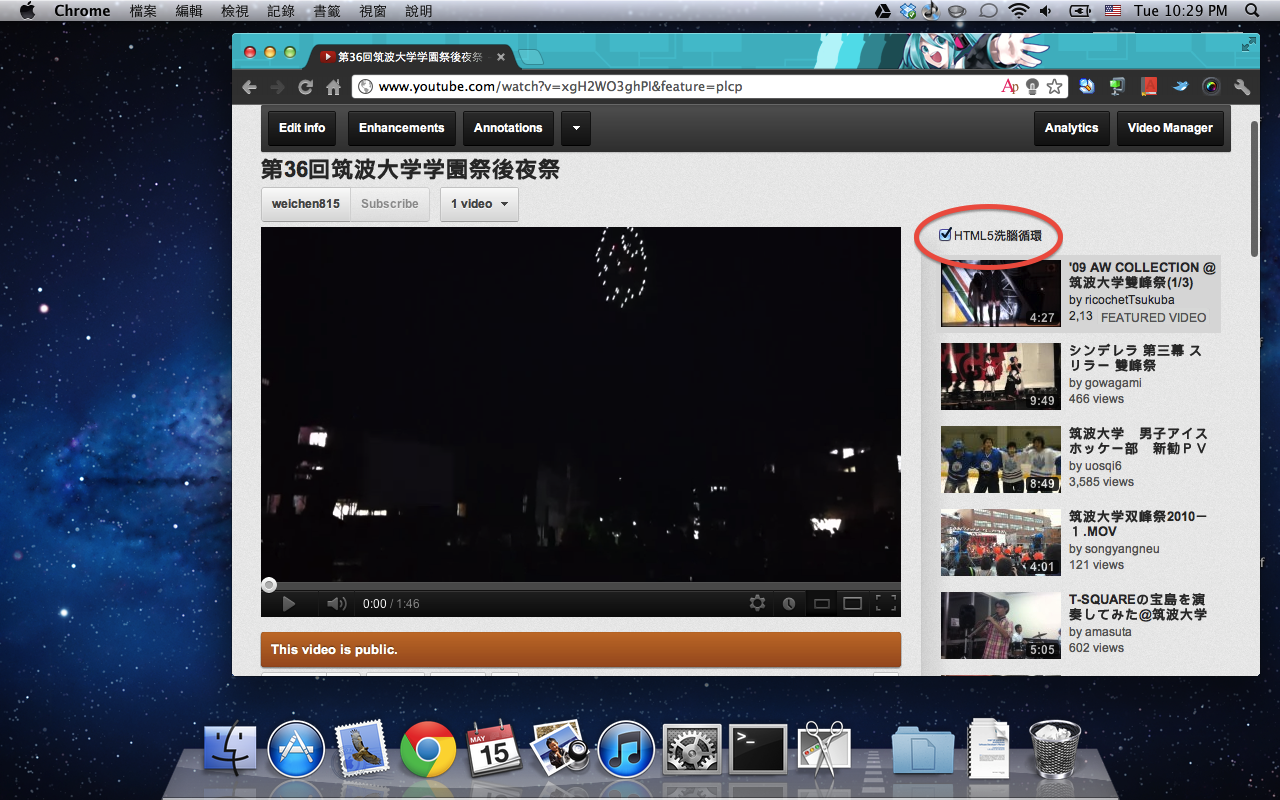 Chrome 檔案 編輯 檢視 記錄 書籤 視窗 說明 Tue 10:29 PM
第36回筑波大学学園祭後夜祭
www.youtube.com/watch?v=xgH2WO3ghPI&feature=plcp
Edit info Enhancements Annotations Analytics Video Manager
第36回筑波大学学園祭後夜祭
weichen815 Subscribe 1 video
HTML5洗腦循環
'09 AW COLLECTION @
筑波大学雙峰祭(1/3)
by ricochetTsukuba
2,13 FEATURED VIDEO
4:27
シンデレラ 第三幕 ス
リラー 雙峰祭
by gowagami
466 views
9:49
筑波大学 男子アイス
ホッケー部 新勧ＰＶ
by uosqi6
3,585 views
8:49
筑波大学双峰祭2010－
１.MOV
by songyangneu
121 views
4:01
T-SQUAREの宝島を演
奏してみた@筑波大学
by amasuta
602 views
5:05
0:00 / 1:46
This video is public.
MAY
15